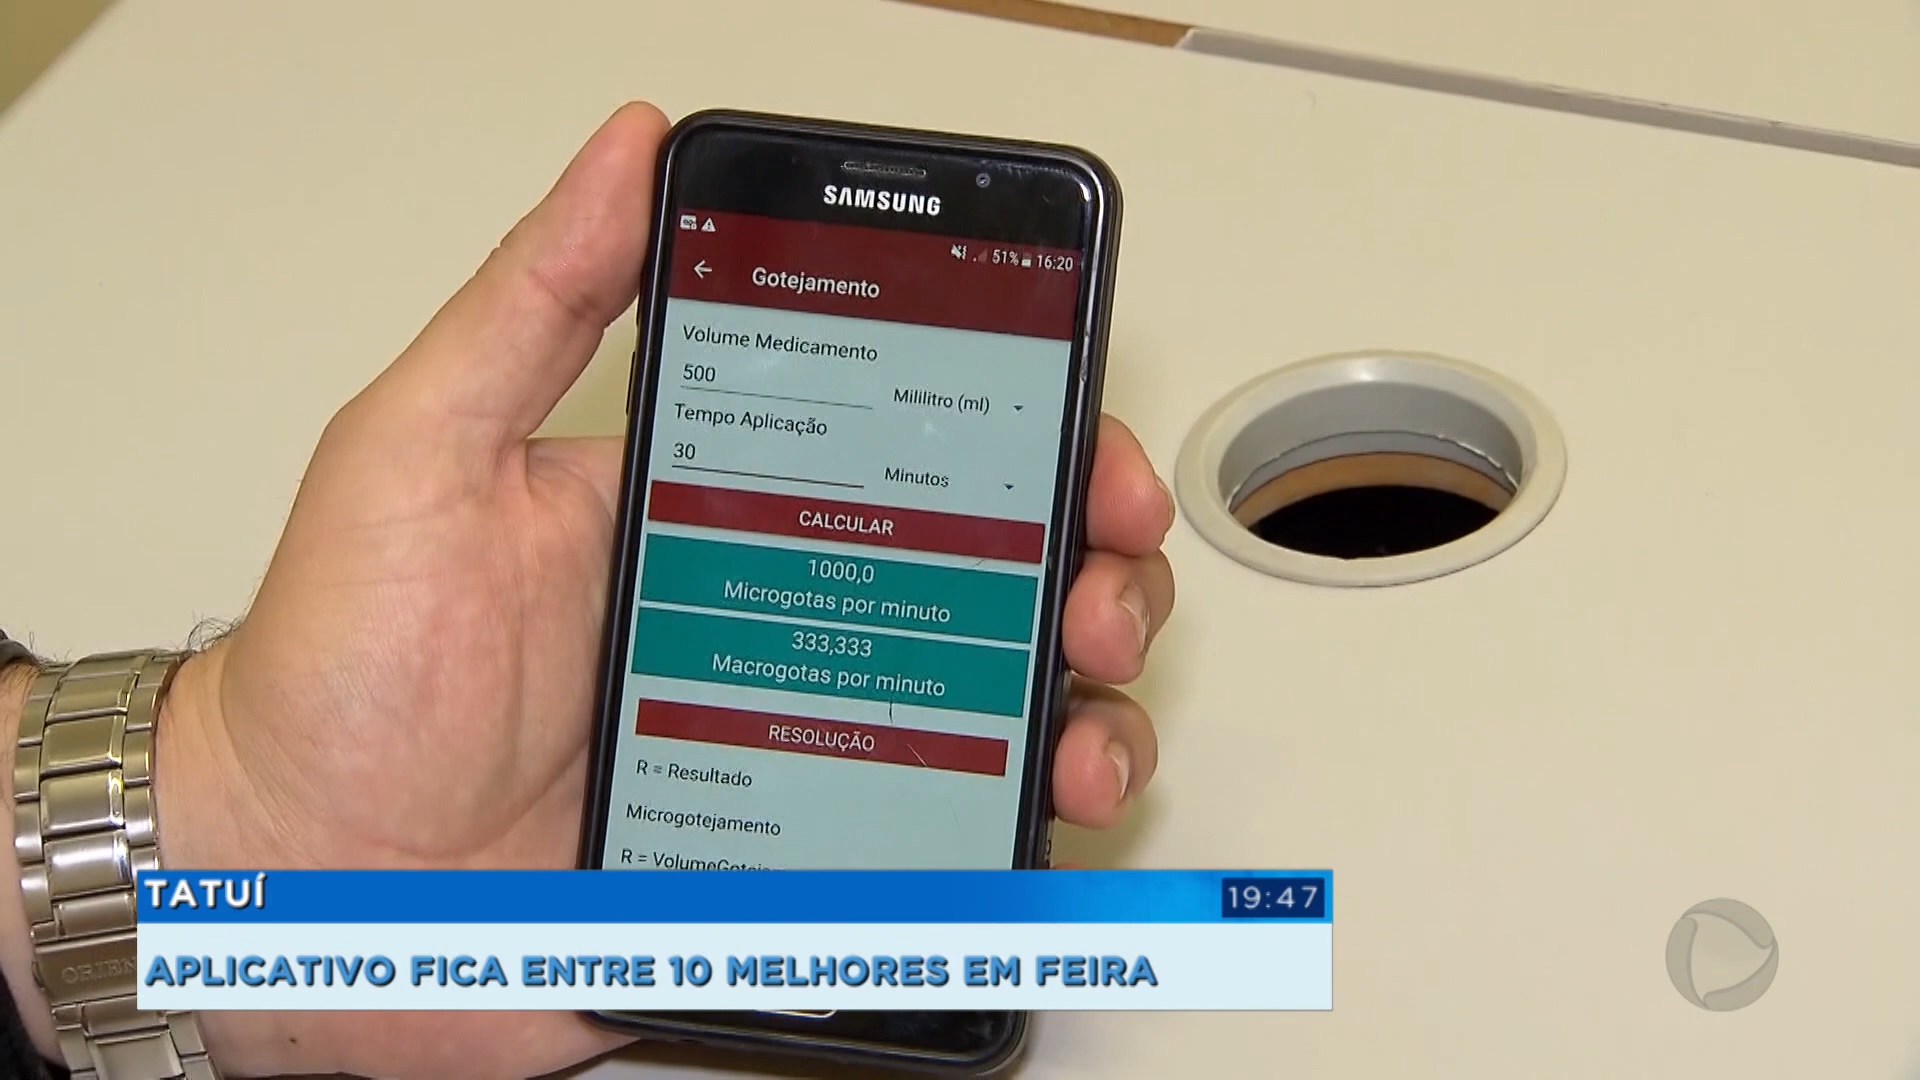 SAMSUNG
51% 16:20
Gotejamento
Volume Medicamento
500
Mililitro (ml)
Tempo Aplicação
30
Minutos
CALCULAR
1000,0
Microgotas por minuto
333,333
Macrogotas por minuto
RESOLUÇÃO
R = Resultado
Microgotejamento
R =
TATUÍ
19:47
APLICATIVO FICA ENTRE 10 MELHORES EM FEIRA